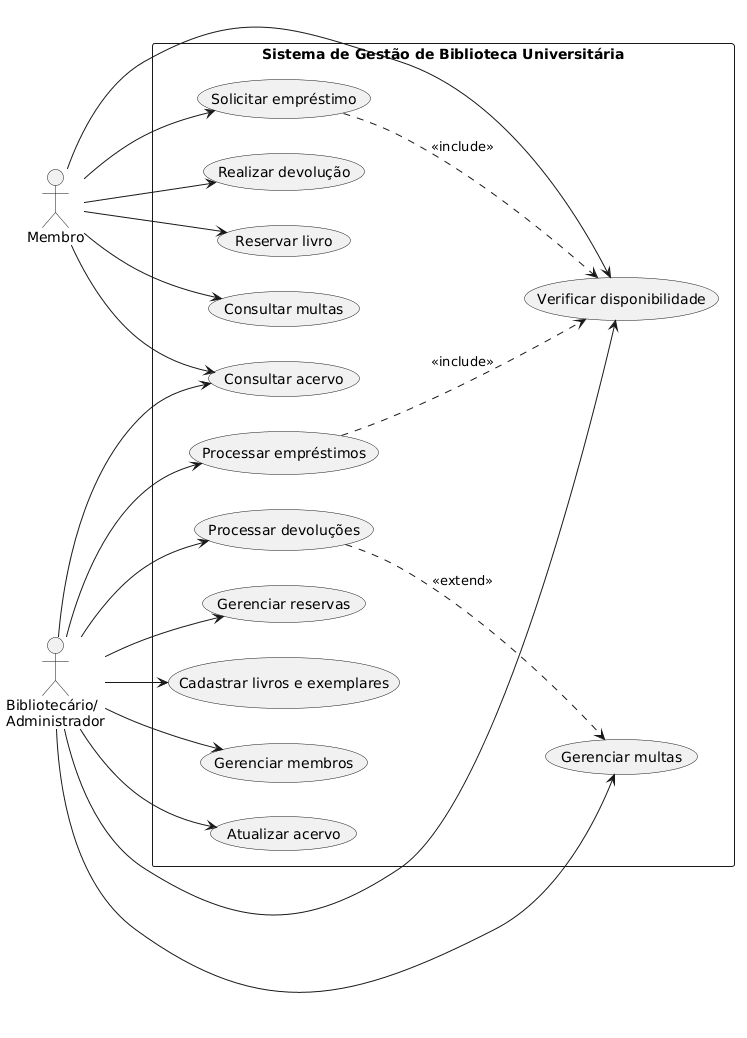 Sistema de Gestão de Biblioteca Universitária
Solicitar empréstimo
«include»
Realizar devolução
Membro
Reservar livro
Verificar disponibilidade
Consultar multas
«include»
Consultar acervo
Processar empréstimos
Processar devoluções
«extend»
Gerenciar reservas
Cadastrar livros e exemplares
Bibliotecário/
Administrador
Gerenciar multas
Gerenciar membros
Atualizar acervo